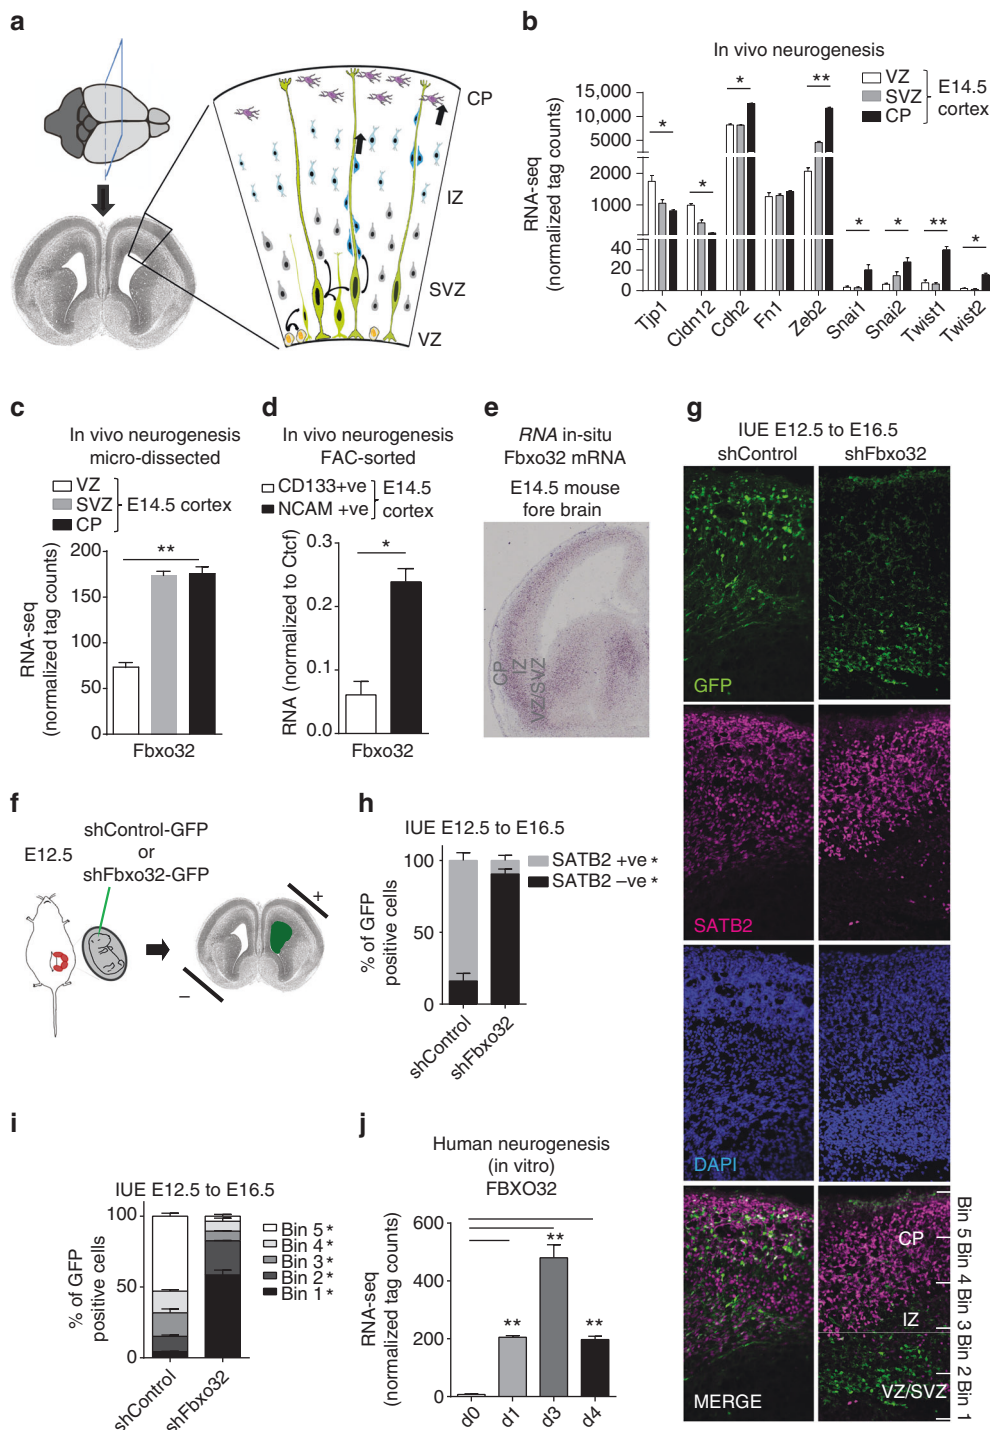 a
CP
IZ
SVZ
VZ
b
In vivo neurogenesis
VZ
SVZ
CP
E14.5
cortex
RNA-seq
(normalized tag counts)
15,000
10,000
5000
2000
1000
40
20
0
*
*
*
**
*
*
**
*
Tjp1
Cldn12
Cdh2
Fn1
Zeb2
Snai1
Snai2
Twist1
Twist2
c
In vivo neurogenesis
micro-dissected
VZ
SVZ
CP
E14.5 cortex
RNA-seq
(normalized tag counts)
200
150
100
50
0
**
Fbxo32
d
In vivo neurogenesis
FAC-sorted
CD133+ve
NCAM +ve
E14.5
cortex
RNA (normalized to Ctcf)
0.3
0.2
0.1
0.0
*
Fbxo32
e
RNA in-situ
Fbxo32 mRNA
E14.5 mouse
fore brain
CP
IZ
VZ/SVZ
f
shControl-GFP
or
shFbxo32-GFP
E12.5
+
–
g
IUE E12.5 to E16.5
shControl
shFbxo32
GFP
SATB2
DAPI
MERGE
CP
IZ
VZ/SVZ
Bin 5
Bin 4
Bin 3
Bin 2
Bin 1
h
IUE E12.5 to E16.5
% of GFP
positive cells
100
50
0
SATB2 +ve *
SATB2 –ve *
shControl
shFbxo32
i
IUE E12.5 to E16.5
% of GFP
positive cells
100
50
0
Bin 5 *
Bin 4 *
Bin 3 *
Bin 2 *
Bin 1 *
shControl
shFbxo32
j
Human neurogenesis
(in vitro)
FBXO32
RNA-seq
(normalized tag counts)
600
400
200
0
**
**
**
d0
d1
d3
d4